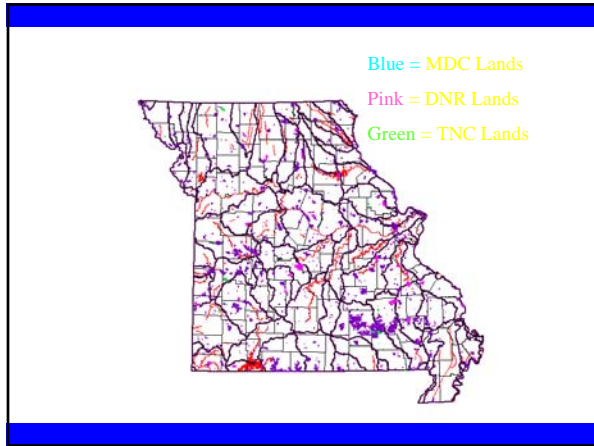 Blue = MDC Lands
Pink = DNR Lands
Green = TNC Lands